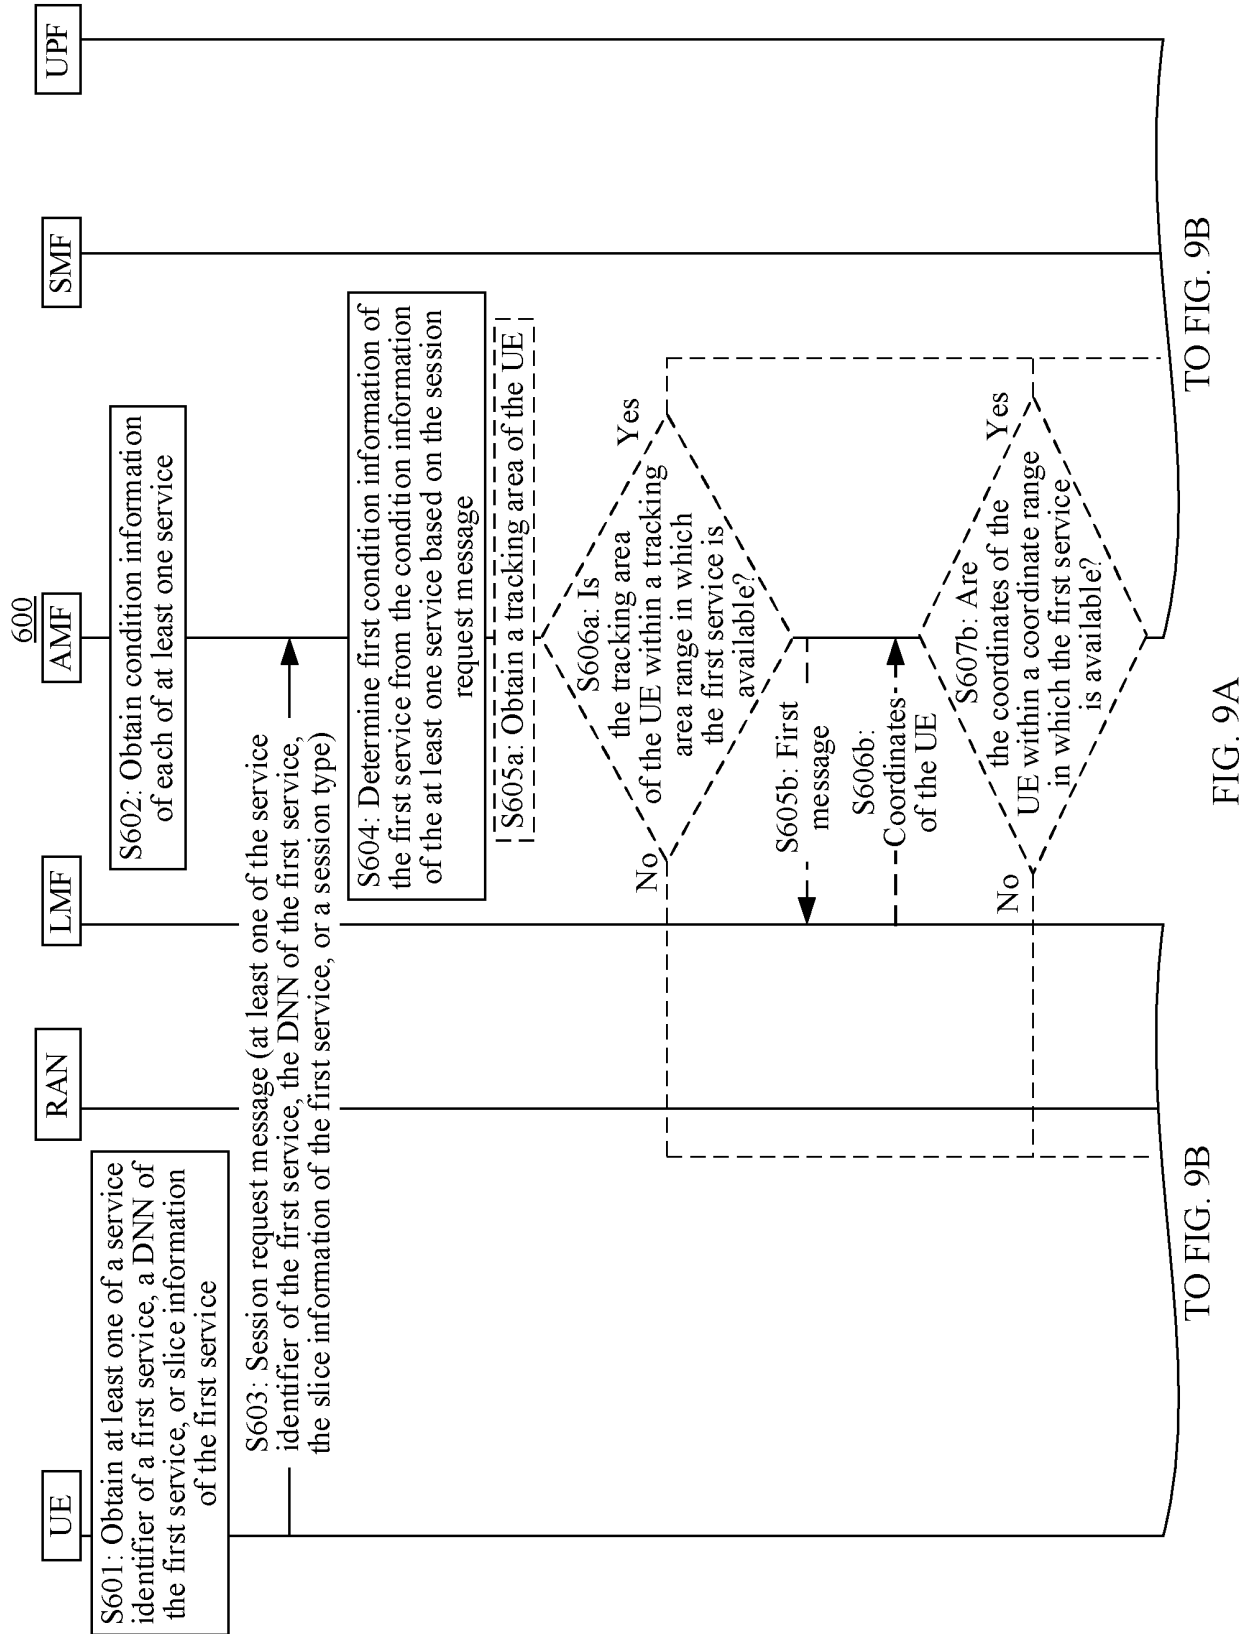 600
UE
RAN
LMF
AMF
SMF
UPF
S601: Obtain at least one of a service
identifier of a first service, a DNN of
the first service, or slice information
of the first service
S602: Obtain condition information
of each of at least one service
S603: Session request message (at least one of the service
identifier of the first service, the DNN of the first service,
the slice information of the first service, or a session type)
S604: Determine first condition information of
the first service from the condition information
of the at least one service based on the session
request message
S605a: Obtain a tracking area of the UE
S606a: Is
the tracking area
of the UE within a tracking
area range in which
the first service is
available?
No
Yes
S605b: First
message
S606b:
Coordinates
of the UE
S607b: Are
the coordinates of the
UE within a coordinate range
in which the first service
is available?
No
Yes
TO FIG. 9B
TO FIG. 9B
FIG. 9A